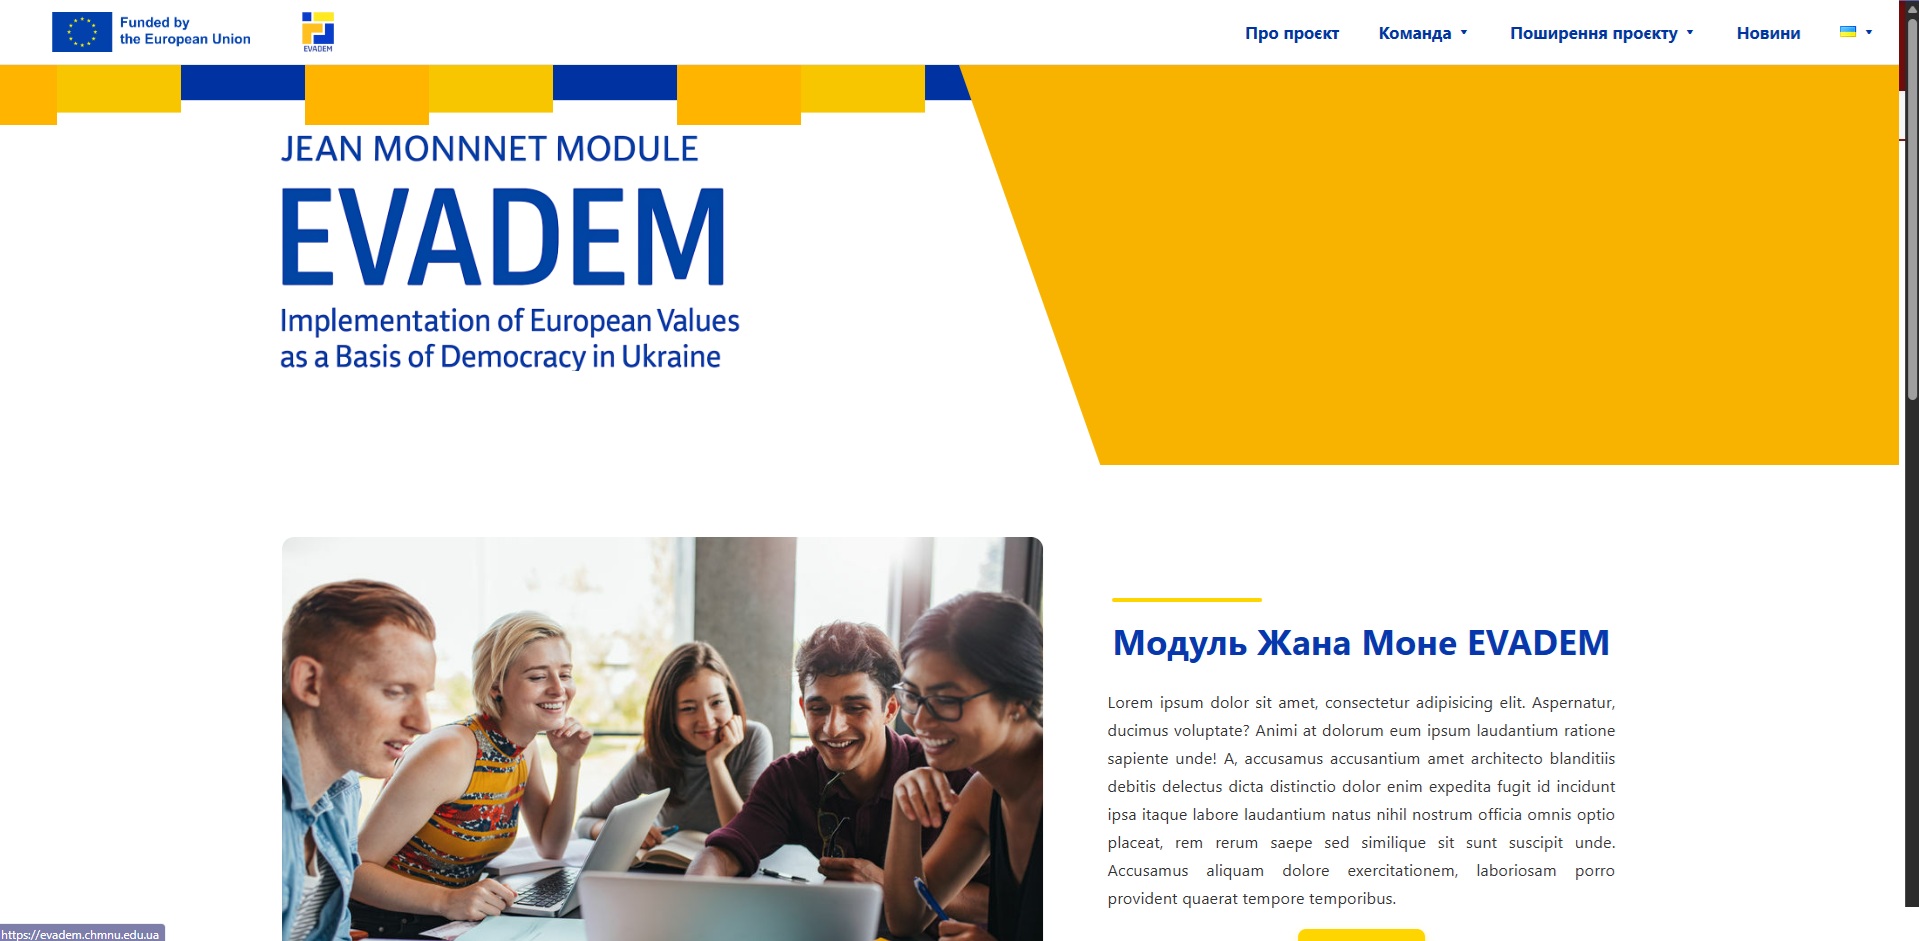 Funded by
the European Union
EVADEM
Про проєкт
Команда
Поширення проєкту
Новини
JEAN MONNNET MODULE
EVADEM
Implementation of European Values
as a Basis of Democracy in Ukraine
Модуль Жана Моне EVADEM
Lorem ipsum dolor sit amet, consectetur adipisicing elit. Aspernatur,
ducimus voluptate? Animi at dolorum eum ipsum laudantium ratione
sapiente unde! A, accusamus accusantium amet architecto blanditiis
debitis delectus dicta distinctio dolor enim expedita fugit id incidunt
ipsa itaque labore laudantium natus nihil nostrum officia omnis optio
placeat, rem rerum saepe sed similique sit sunt suscipit unde.
Accusamus aliquam dolore exercitationem, laboriosam porro
provident quaerat tempore temporibus.
https://evadem.chmnu.edu.ua